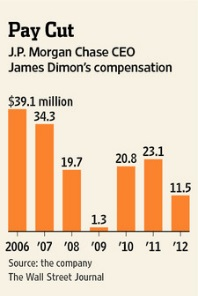 Pay Cut
J.P. Morgan Chase CEO
James Dimon's compensation
$39.1 million
34.3
19.7
1.3
20.8
23.1
11.5
2006 '07 '08 '09 '10 '11 '12
Source: the company
The Wall Street Journal